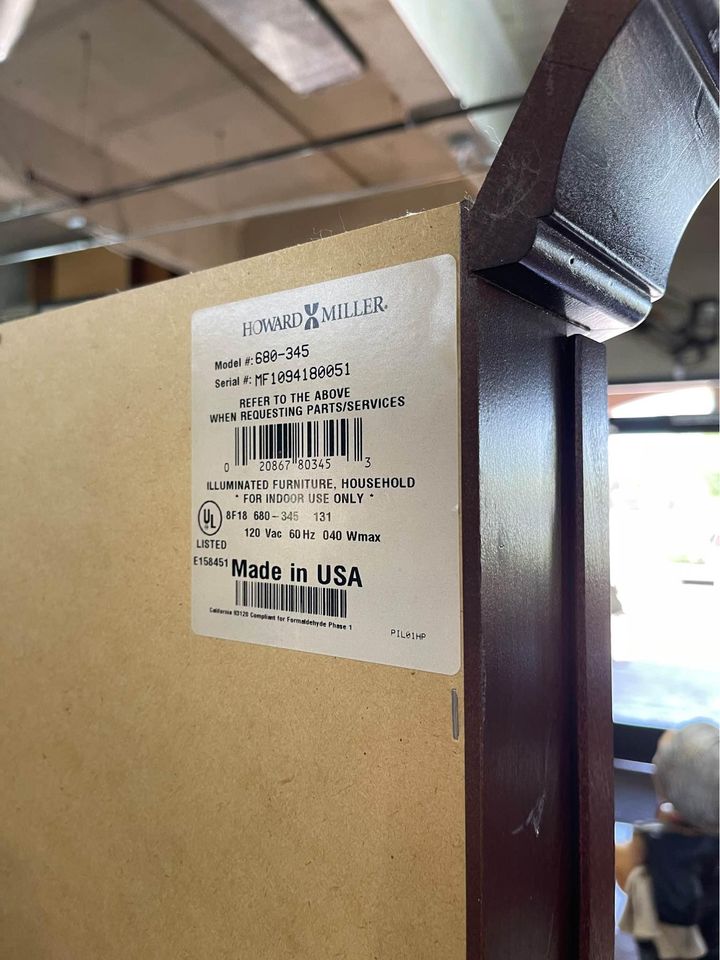 HOWARD MILLER®
Model #: 680-345
Serial #: MF1094180051
REFER TO THE ABOVE
WHEN REQUESTING PARTS/SERVICES
0 20867 80345 3
ILLUMINATED FURNITURE, HOUSEHOLD
* FOR INDOOR USE ONLY *
UL
8F18 680-345 131
120 Vac 60 Hz 040 Wmax
LISTED
E158451
Made in USA
California 93120 Compliant for Formaldehyde Phase 1
PIL01HP